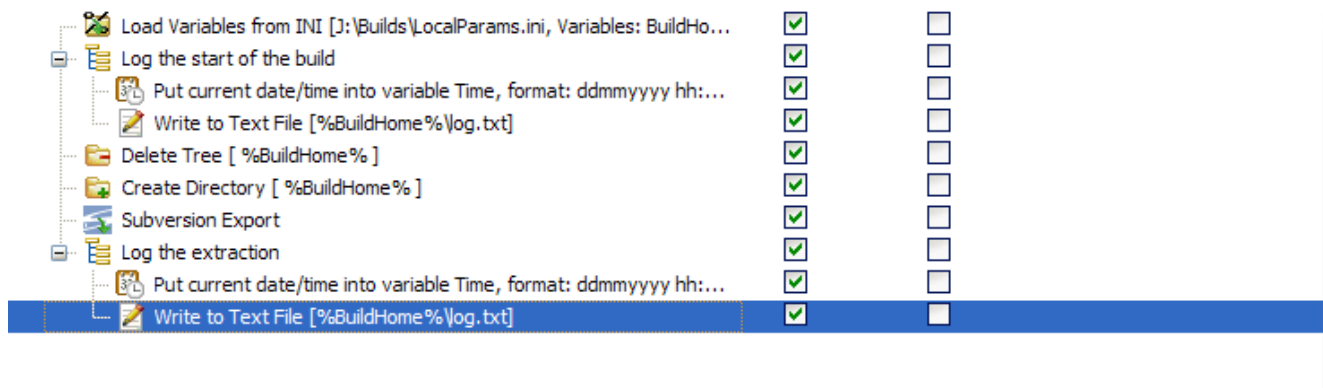 Load Variables from INI [J:\Builds\LocalParams.ini, Variables: BuildHo...
Log the start of the build
Put current date/time into variable Time, format: ddmmyyyy hh:...
Write to Text File [%BuildHome%\log.txt]
Delete Tree [ %BuildHome% ]
Create Directory [ %BuildHome% ]
Subversion Export
Log the extraction
Put current date/time into variable Time, format: ddmmyyyy hh:...
Write to Text File [%BuildHome%\log.txt]